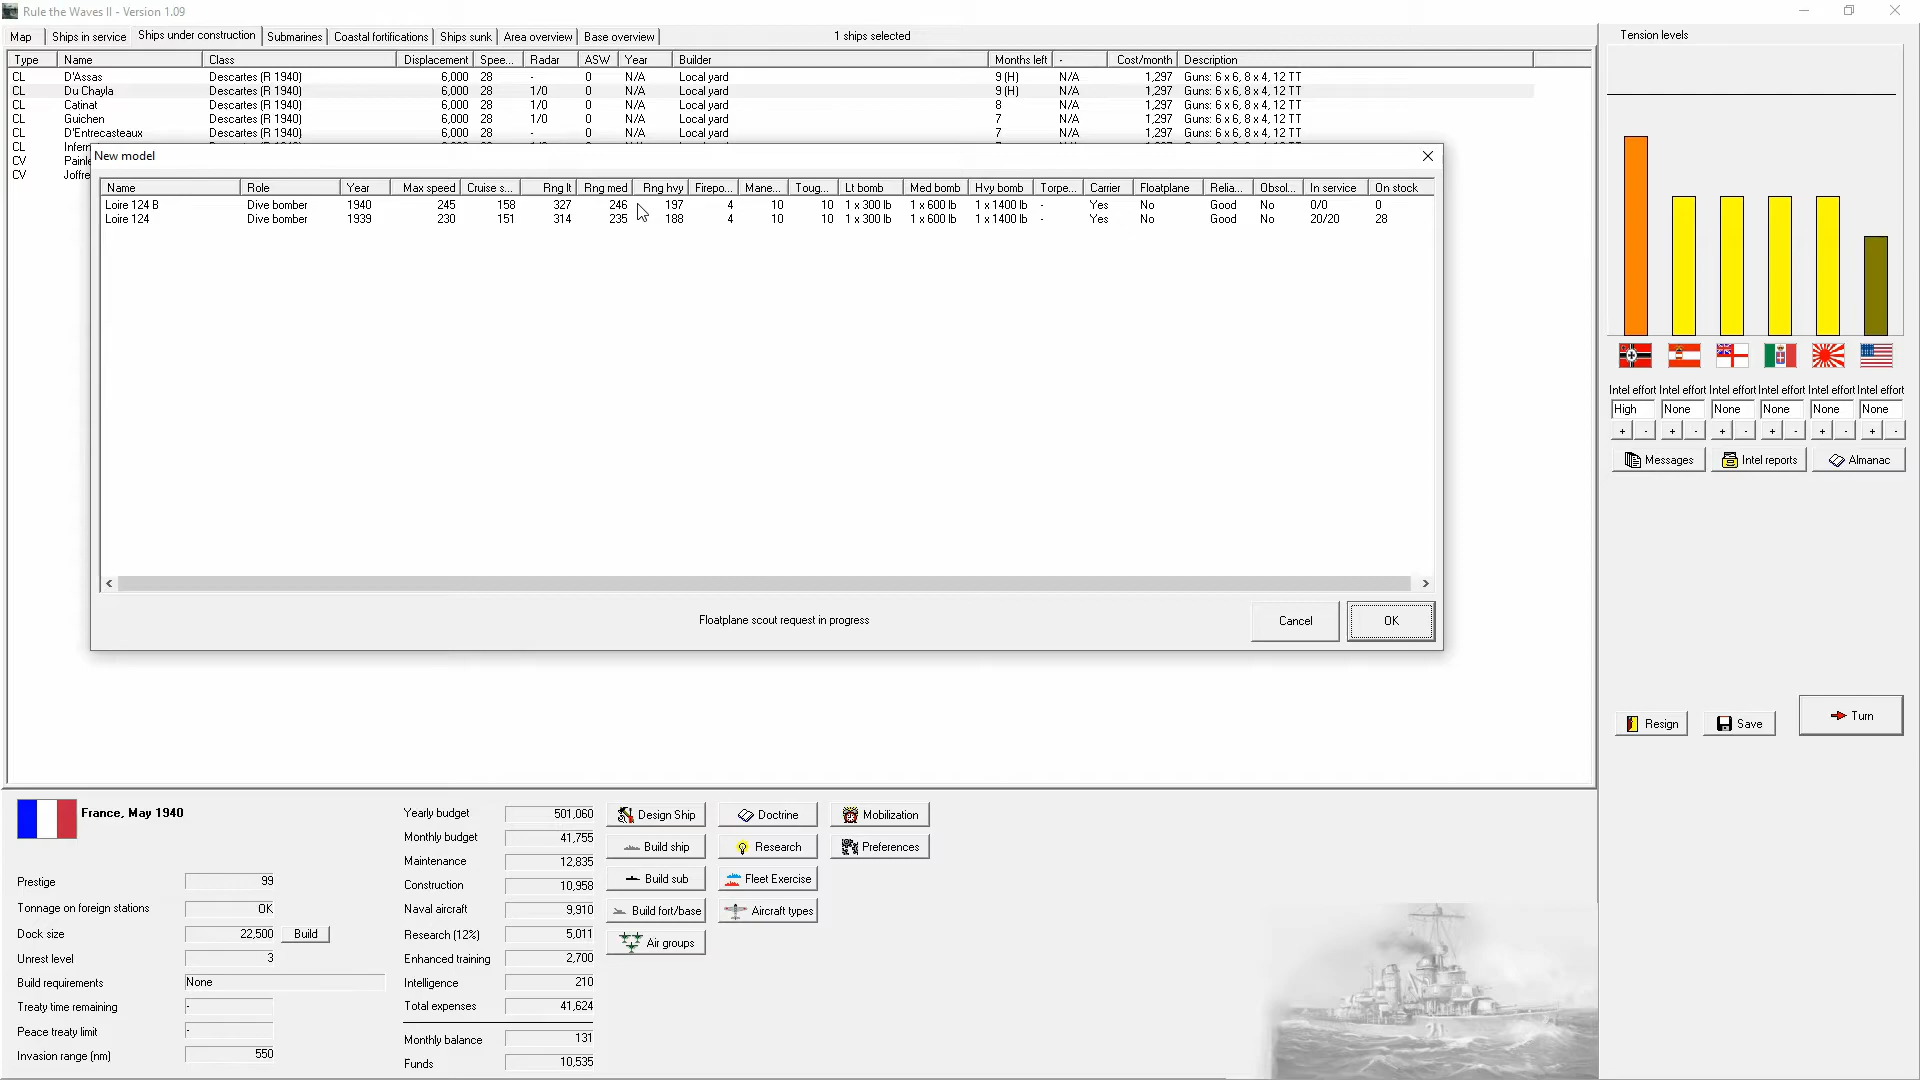 Rule the Waves II - Version 1.09
Map Ships in service Ships under construction Submarines Coastal fortifications Ships sunk Area overview Base overview 1 ships selected
Type Name Class Displacement Spee... Radar ASW Year Builder Months left - Cost/month Description
CL D'Assas Descartes (R 1940) 6,000 28 - 0 N/A Local yard 9 (H) N/A 1,297 Guns: 6 x 6, 8 x 4, 12 TT
CL Du Chayla Descartes (R 1940) 6,000 28 1/0 0 N/A Local yard 9 (H) N/A 1,297 Guns: 6 x 6, 8 x 4, 12 TT
CL Catinat Descartes (R 1940) 6,000 28 1/0 0 N/A Local yard 8 N/A 1,297 Guns: 6 x 6, 8 x 4, 12 TT
CL Guichen Descartes (R 1940) 6,000 28 1/0 0 N/A Local yard 7 N/A 1,297 Guns: 6 x 6, 8 x 4, 12 TT
CL D'Entrecasteaux Descartes (R 1940) 6,000 28 - 0 N/A Local yard 7 N/A 1,297 Guns: 6 x 6, 8 x 4, 12 TT
CL Infern
CV Painle
CV Joffre
New model
Name Role Year Max speed Cruise s... Rng lt Rng med Rng hvy Firepo... Mane... Toug... Lt bomb Med bomb Hvy bomb Torpe... Carrier Floatplane Relia... Obsol... In service On stock
Loire 124 B Dive bomber 1940 245 158 327 246 197 4 10 10 1 x 300 lb 1 x 600 lb 1 x 1400 lb - Yes No Good No 0/0 0
Loire 124 Dive bomber 1939 230 151 314 235 188 4 10 10 1 x 300 lb 1 x 600 lb 1 x 1400 lb - Yes No Good No 20/20 28
Floatplane scout request in progress
Cancel OK
Tension levels
Intel effort Intel effort Intel effort Intel effort Intel effort Intel effort
High None None None None None
+ - + - + - + - + - + -
Messages Intel reports Almanac
Resign Save Turn
France, May 1940
Prestige 99
Tonnage on foreign stations OK
Dock size 22,500 Build
Unrest level 3
Build requirements None
Treaty time remaining -
Peace treaty limit -
Invasion range (nm) 550
Yearly budget 501,060
Monthly budget 41,755
Maintenance 12,835
Construction 10,958
Naval aircraft 9,910
Research (12%) 5,011
Enhanced training 2,700
Intelligence 210
Total expenses 41,624
Monthly balance 131
Funds 10,535
Design Ship Doctrine Mobilization
Build ship Research Preferences
Build sub Fleet Exercise
Build fort/base Aircraft types
Air groups